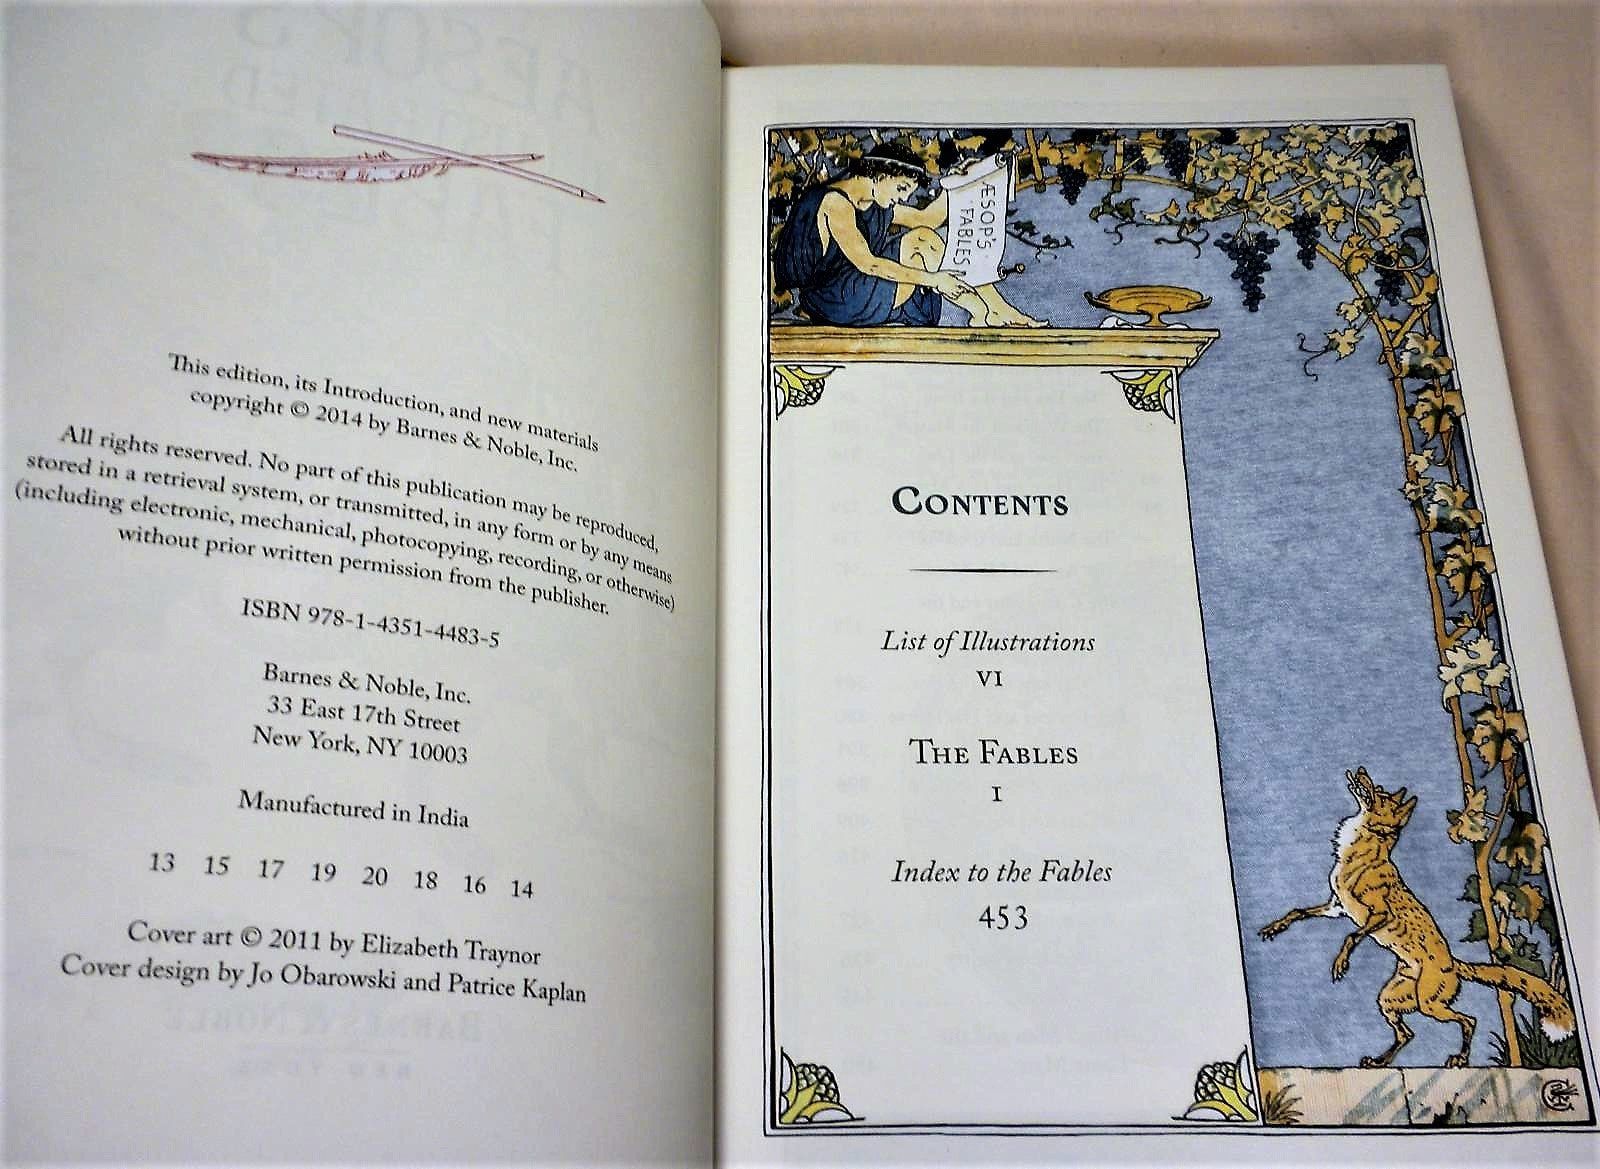 This edition, its Introduction, and new materials
copyright © 2014 by Barnes & Noble, Inc.
All rights reserved. No part of this publication may be reproduced,
stored in a retrieval system, or transmitted, in any form or by any means
(including electronic, mechanical, photocopying, recording, or otherwise)
without prior written permission from the publisher.
ISBN 978-1-4351-4483-5
Barnes & Noble, Inc.
33 East 17th Street
New York, NY 10003
Manufactured in India
13 15 17 19 20 18 16 14
Cover art © 2011 by Elizabeth Traynor
Cover design by Jo Obarowski and Patrice Kaplan
ÆSOP'S
FABLES
CONTENTS
List of Illustrations
VI
THE FABLES
I
Index to the Fables
453